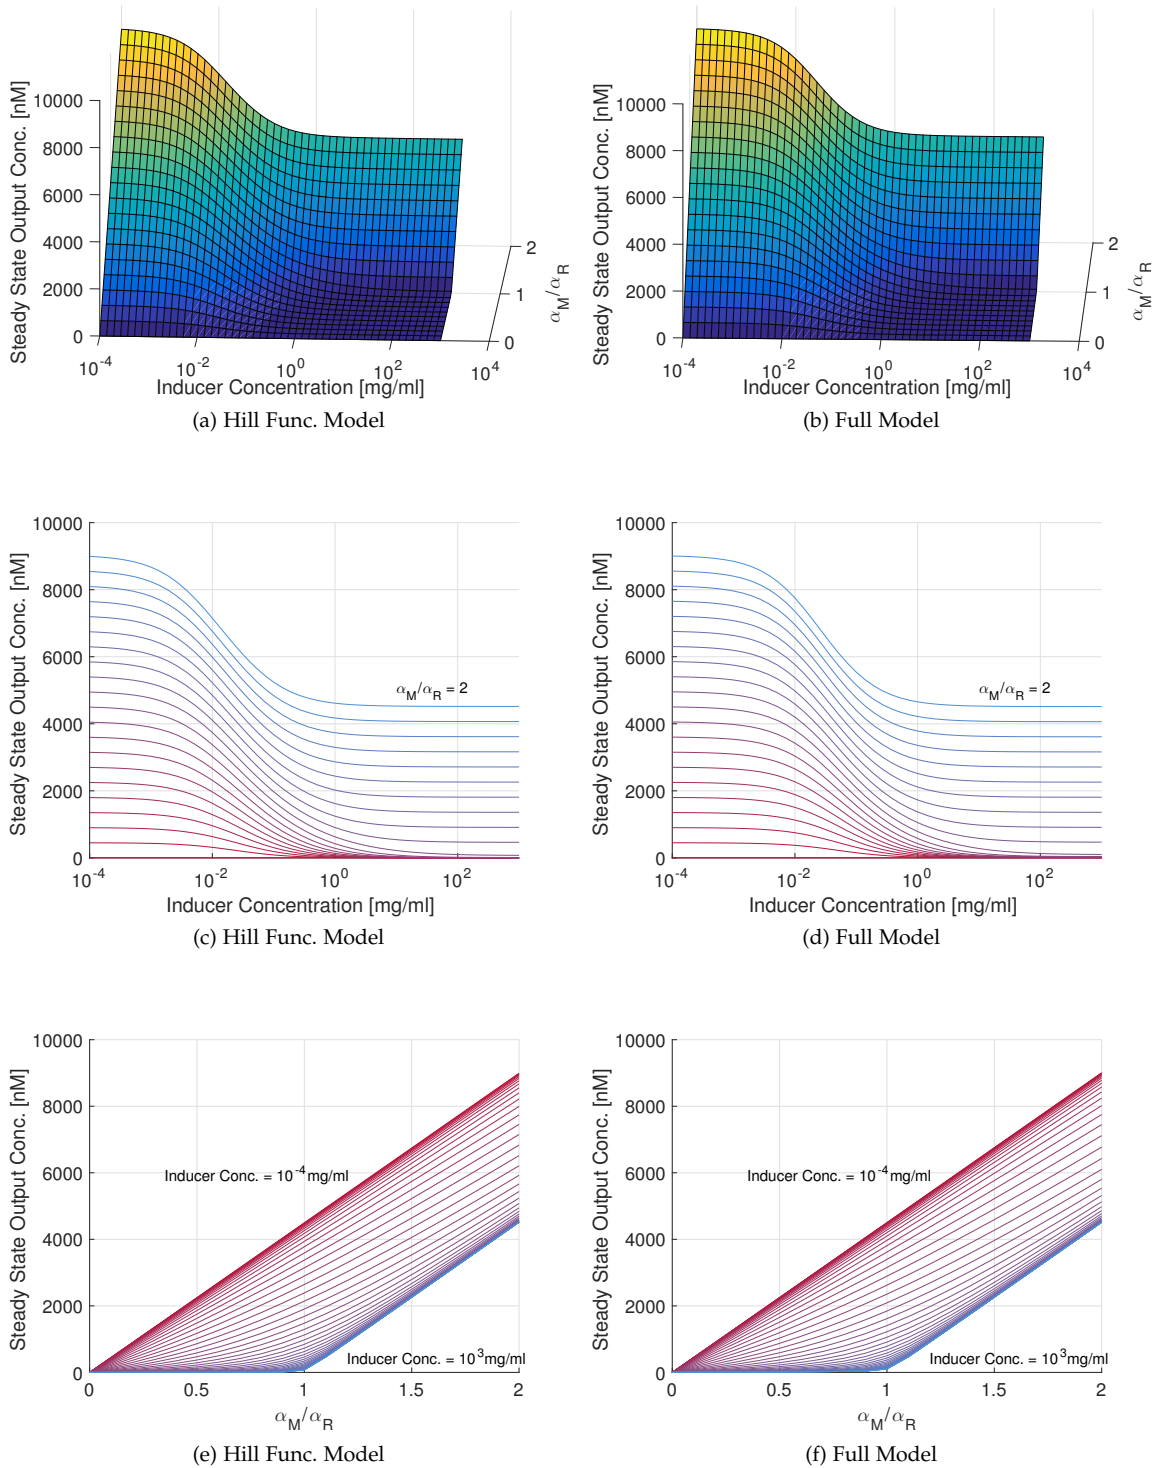 Steady State Output Conc. [nM]
10000
8000
6000
4000
2000
0
10^-4
10^-2
10^0
10^2
10^4
Inducer Concentration [mg/ml]
2
1
0
α_M/α_R
(a) Hill Func. Model
Steady State Output Conc. [nM]
10000
8000
6000
4000
2000
0
10^-4
10^-2
10^0
10^2
10^4
Inducer Concentration [mg/ml]
2
1
0
α_M/α_R
(b) Full Model
Steady State Output Conc. [nM]
10000
8000
6000
4000
2000
0
α_M/α_R = 2
10^-4
10^-2
10^0
10^2
Inducer Concentration [mg/ml]
(c) Hill Func. Model
Steady State Output Conc. [nM]
10000
8000
6000
4000
2000
0
α_M/α_R = 2
10^-4
10^-2
10^0
10^2
Inducer Concentration [mg/ml]
(d) Full Model
Steady State Output Conc. [nM]
10000
8000
6000
4000
2000
0
Inducer Conc. = 10^-4 mg/ml
Inducer Conc. = 10^3 mg/ml
0
0.5
1
1.5
2
α_M/α_R
(e) Hill Func. Model
Steady State Output Conc. [nM]
10000
8000
6000
4000
2000
0
Inducer Conc. = 10^-4 mg/ml
Inducer Conc. = 10^3 mg/ml
0
0.5
1
1.5
2
α_M/α_R
(f) Full Model